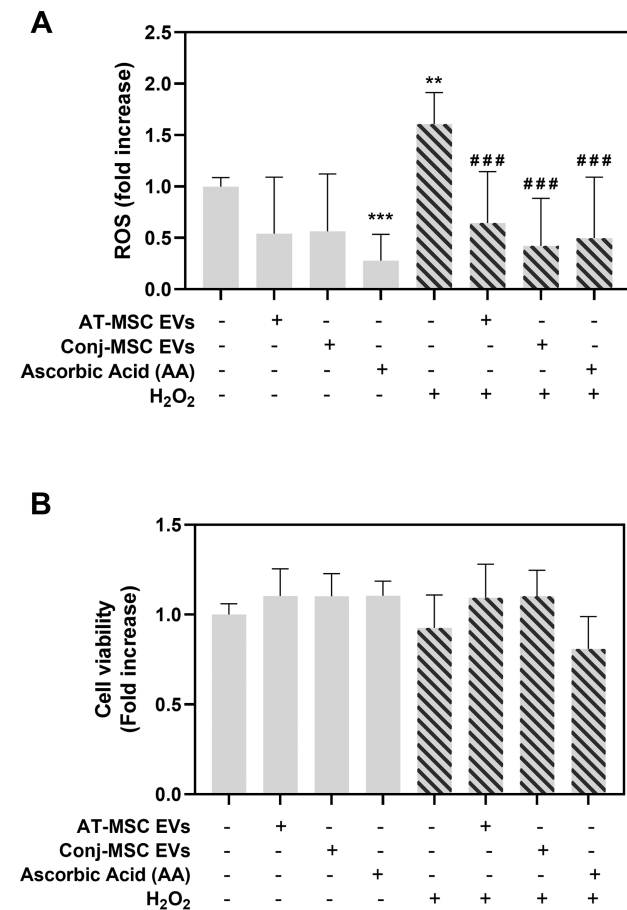 A
2.5
2.0
1.5
1.0
0.5
0.0
ROS (fold increase)
*** ** ### ### ###
AT-MSC EVs - + - - - + - -
Conj-MSC EVs - - + - - - + -
Ascorbic Acid (AA) - - - + - - - +
H₂O₂ - - - - + + + +
B
1.5
1.0
0.5
0.0
Cell viability
(Fold increase)
AT-MSC EVs - + - - - + - -
Conj-MSC EVs - - + - - - + -
Ascorbic Acid (AA) - - - + - - - +
H₂O₂ - - - - + + + +